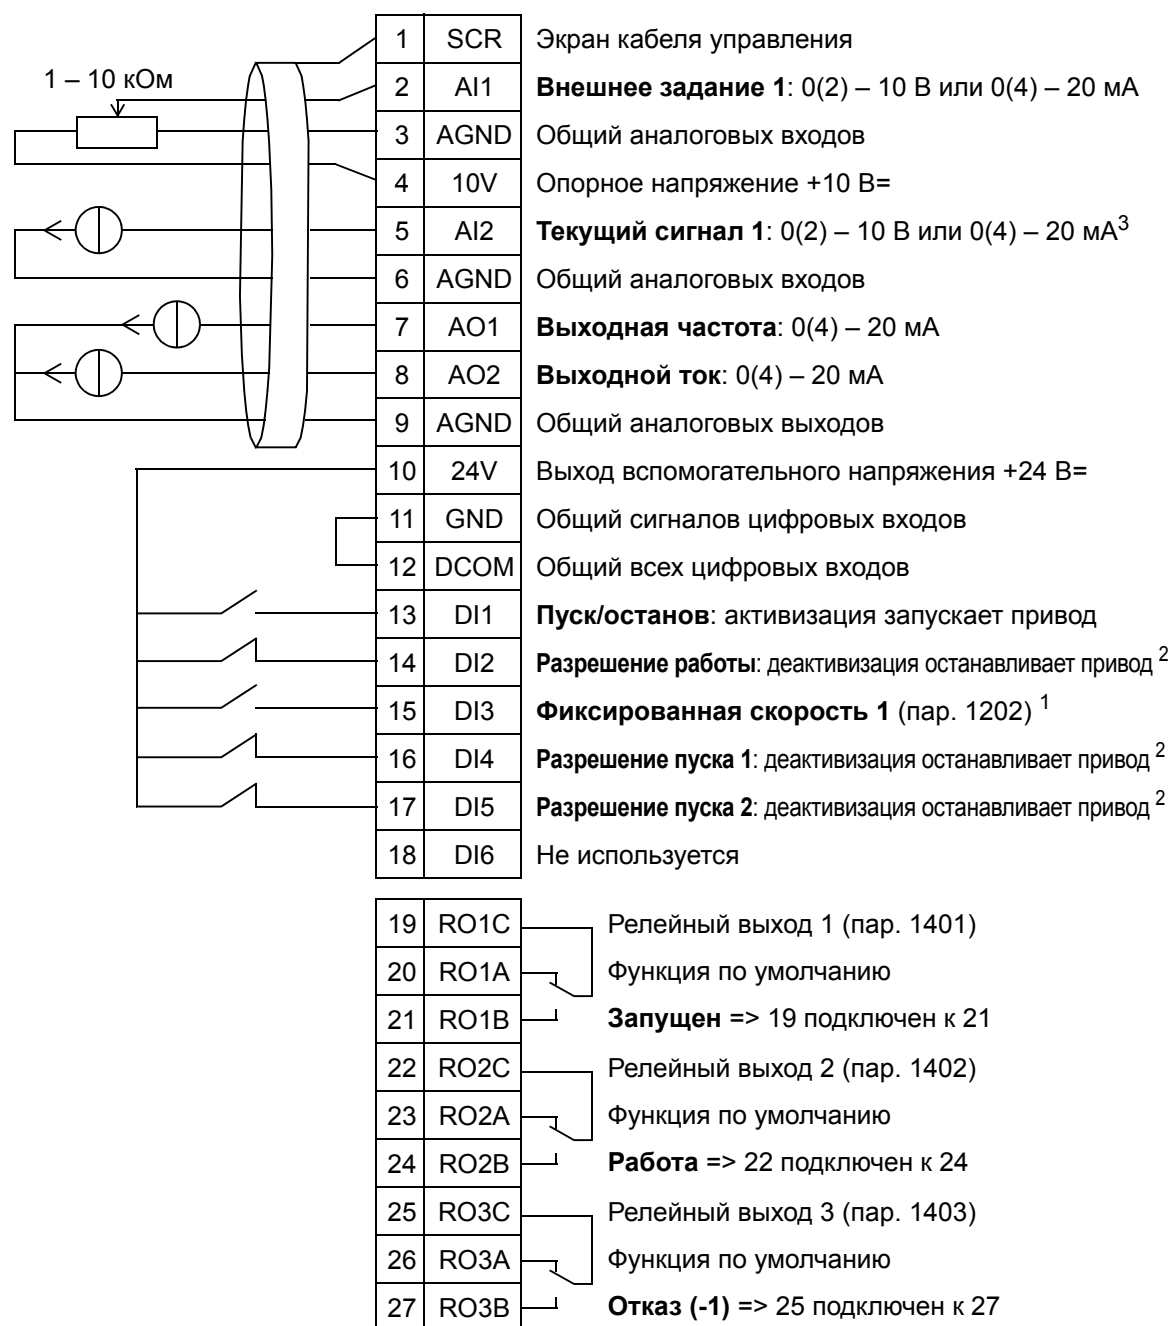 1 – 10 кОм
1 SCR Экран кабеля управления
2 AI1 Внешнее задание 1: 0(2) – 10 В или 0(4) – 20 мА
3 AGND Общий аналоговых входов
4 10V Опорное напряжение +10 В=
5 AI2 Текущий сигнал 1: 0(2) – 10 В или 0(4) – 20 мА3
6 AGND Общий аналоговых входов
7 AO1 Выходная частота: 0(4) – 20 мА
8 AO2 Выходной ток: 0(4) – 20 мА
9 AGND Общий аналоговых выходов
10 24V Выход вспомогательного напряжения +24 В=
11 GND Общий сигналов цифровых входов
12 DCOM Общий всех цифровых входов
13 DI1 Пуск/останов: активизация запускает привод
14 DI2 Разрешение работы: деактивизация останавливает привод 2
15 DI3 Фиксированная скорость 1 (пар. 1202) 1
16 DI4 Разрешение пуска 1: деактивизация останавливает привод 2
17 DI5 Разрешение пуска 2: деактивизация останавливает привод 2
18 DI6 Не используется
19 RO1C Релейный выход 1 (пар. 1401)
20 RO1A Функция по умолчанию
21 RO1B Запущен => 19 подключен к 21
22 RO2C Релейный выход 2 (пар. 1402)
23 RO2A Функция по умолчанию
24 RO2B Работа => 22 подключен к 24
25 RO3C Релейный выход 3 (пар. 1403)
26 RO3A Функция по умолчанию
27 RO3B Отказ (-1) => 25 подключен к 27